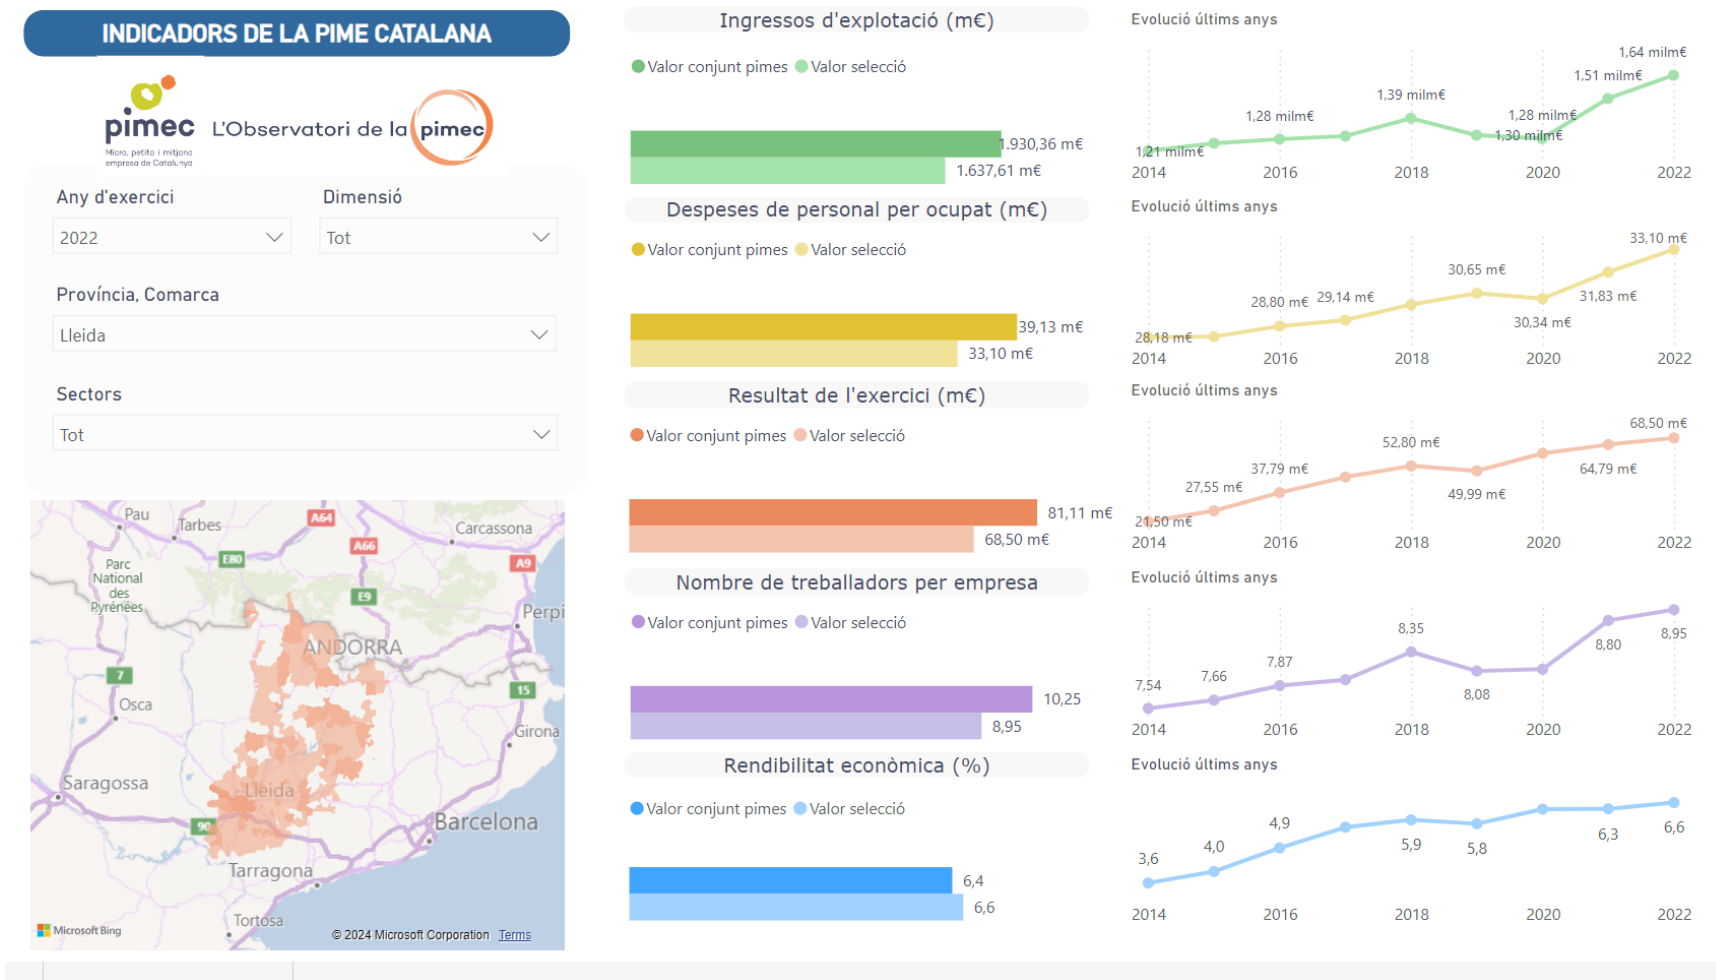 INDICADORS DE LA PIME CATALANA
pimec
Micro, petita i mitjana
empresa de Catalunya
L'Observatori de la pimec
Any d'exercici
2022
Dimensió
Tot
Província, Comarca
Lleida
Sectors
Tot
Pau
Tarbes
A64
Carcassona
A66
E80
A9
Parc
National
des
Pyrénées
E9
Perpi
ANDORRA
7
15
Osca
Girona
Saragossa
Lleida
90
Barcelona
Tarragona
Tortosa
Microsoft Bing
© 2024 Microsoft Corporation Terms
Ingressos d'explotació (m€)
Valor conjunt pimes Valor selecció
1.930,36 m€
1.637,61 m€
Evolució últims anys
1,21 milm€
1,28 milm€
1,39 milm€
1,30 milm€
1,28 milm€
1,51 milm€
1,64 milm€
2014 2016 2018 2020 2022
Despeses de personal per ocupat (m€)
Valor conjunt pimes Valor selecció
39,13 m€
33,10 m€
Evolució últims anys
28,18 m€
28,80 m€
29,14 m€
30,65 m€
30,34 m€
31,83 m€
33,10 m€
2014 2016 2018 2020 2022
Resultat de l'exercici (m€)
Valor conjunt pimes Valor selecció
81,11 m€
68,50 m€
Evolució últims anys
21,50 m€
27,55 m€
37,79 m€
52,80 m€
49,99 m€
64,79 m€
68,50 m€
2014 2016 2018 2020 2022
Nombre de treballadors per empresa
Valor conjunt pimes Valor selecció
10,25
8,95
Evolució últims anys
7,54
7,66
7,87
8,35
8,08
8,80
8,95
2014 2016 2018 2020 2022
Rendibilitat econòmica (%)
Valor conjunt pimes Valor selecció
6,4
6,6
Evolució últims anys
3,6
4,0
4,9
5,9
5,8
6,3
6,6
2014 2016 2018 2020 2022